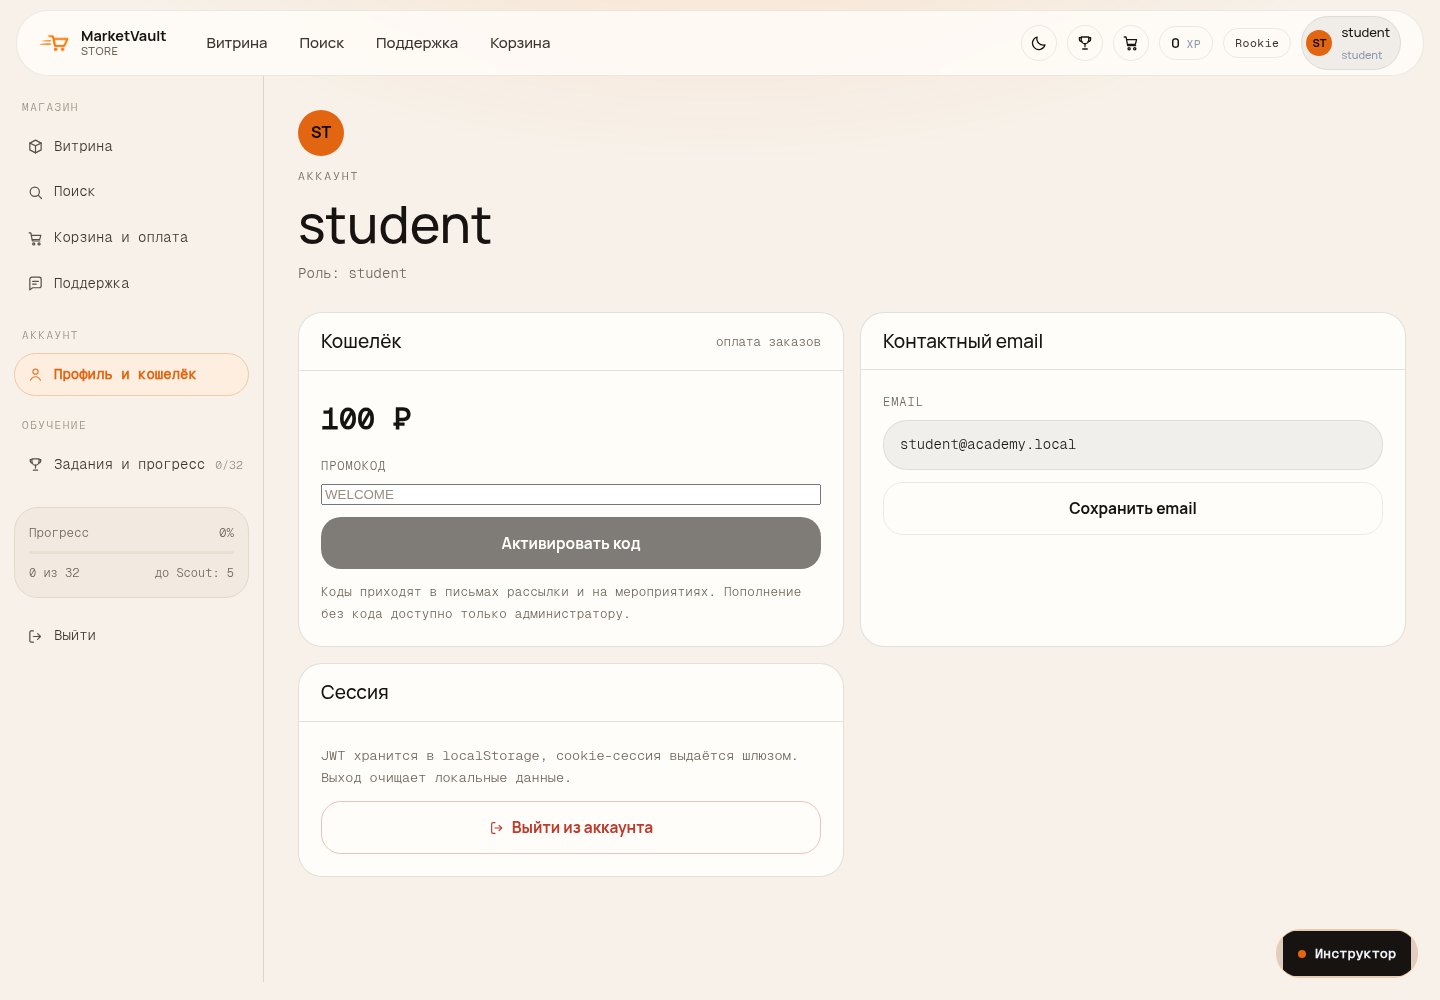 MarketVault
STORE
Витрина
Поиск
Поддержка
Корзина
0 XP
Rookie
ST
student
student
МАГАЗИН
Витрина
Поиск
Корзина и оплата
Поддержка
АККАУНТ
Профиль и кошелёк
ОБУЧЕНИЕ
Задания и прогресс 0/32
Прогресс 0%
0 из 32 до Scout: 5
Выйти
ST
АККАУНТ
student
Роль: student
Кошелёк оплата заказов
100 ₽
ПРОМОКОД
WELCOME
Активировать код
Коды приходят в письмах рассылки и на мероприятиях. Пополнение
без кода доступно только администратору.
Контактный email
EMAIL
student@academy.local
Сохранить email
Сессия
JWT хранится в localStorage, cookie-сессия выдаётся шлюзом.
Выход очищает локальные данные.
Выйти из аккаунта
Инструктор